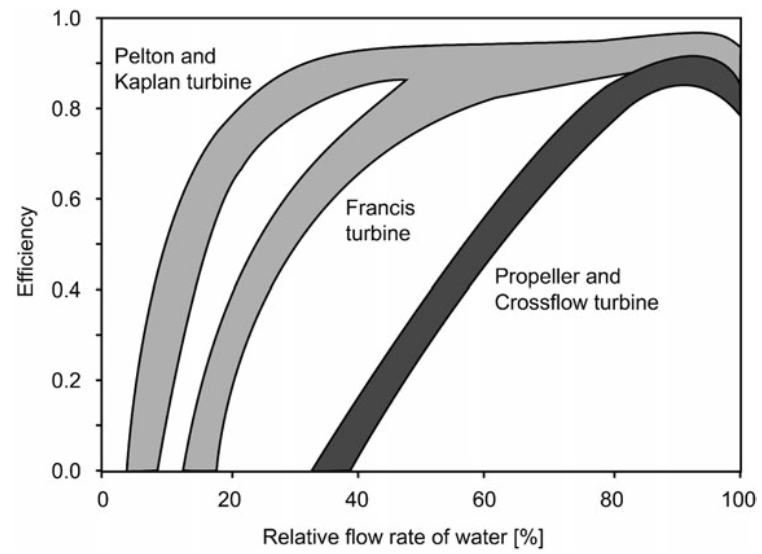 1.0
0.8
0.6
0.4
0.2
0.0
Efficiency
Pelton and
Kaplan turbine
Francis
turbine
Propeller and
Crossflow turbine
0 20 40 60 80 100
Relative flow rate of water [%]